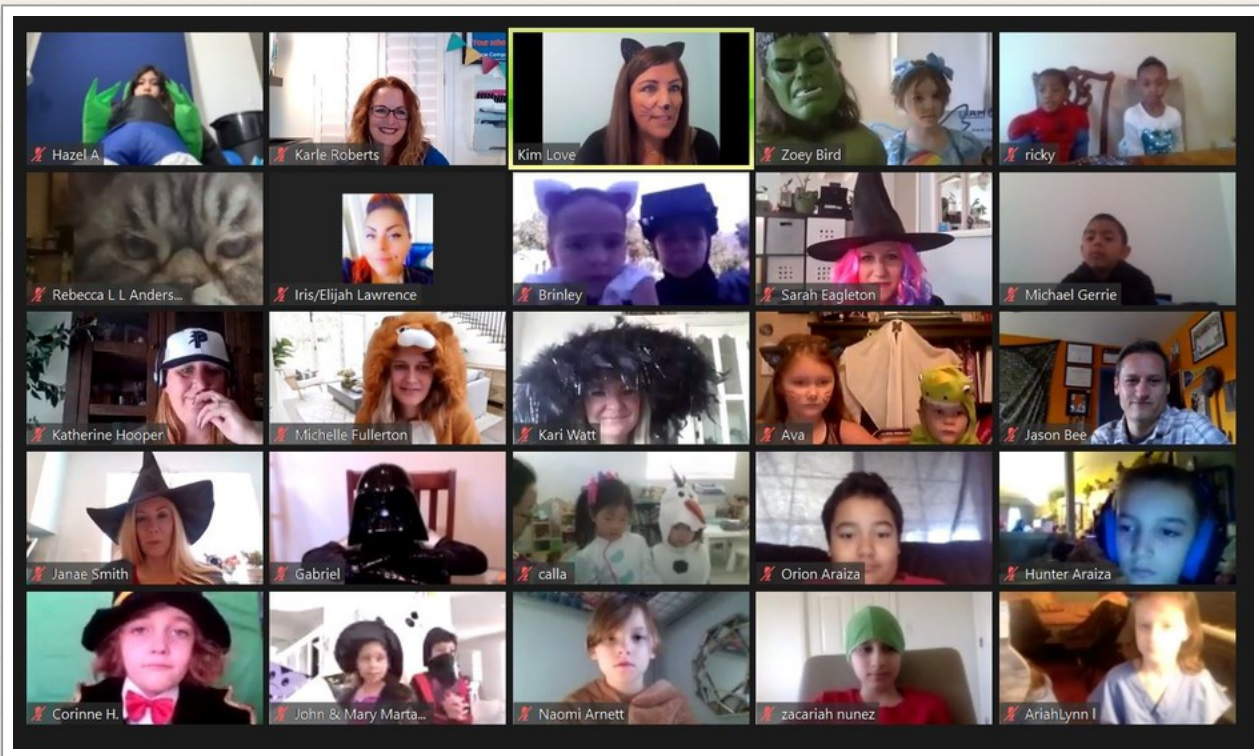 Hazel A
Karle Roberts
Kim Love
Zoey Bird
ricky
Rebecca L L Anders...
Iris/Elijah Lawrence
Brinley
Sarah Eagleton
Michael Gerrie
Katherine Hooper
Michelle Fullerton
Kari Watt
Ava
Jason Bee
Janae Smith
Gabriel
calla
Orion Araiza
Hunter Araiza
Corinne H.
John & Mary Marta...
Naomi Arnett
zacariah nunez
AriahLynn I